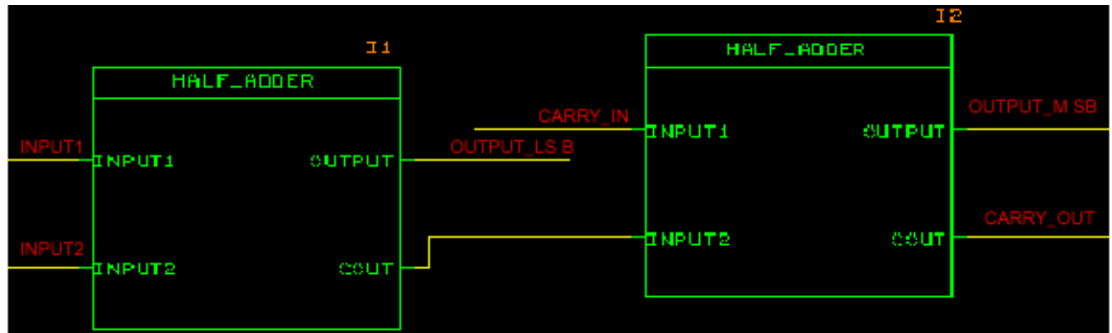 I1
HALF_ADDER
INPUT1
INPUT1
OUTPUT
OUTPUT_LS B
INPUT2
INPUT2
COUT
I2
HALF_ADDER
CARRY_IN
INPUT1
OUTPUT
OUTPUT_M SB
INPUT2
COUT
CARRY_OUT